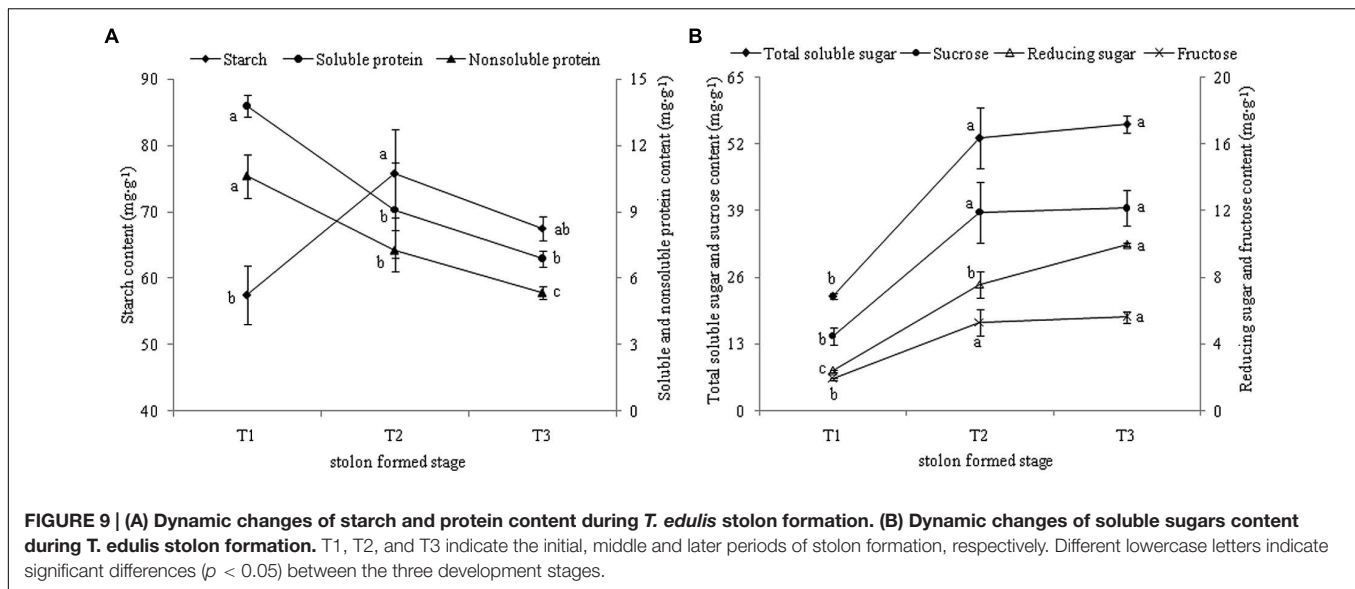 A
B
Starch Soluble protein Nonsoluble protein
Total soluble sugar Sucrose Reducing sugar Fructose
Starch content (mg·g-1)
90
80
70
60
50
40
a
a
b
a
b
b
ab
b
c
15
12
9
6
3
0
Soluble and nonsoluble protein content (mg·g-1)
T1 T2 T3
stolon formed stage
Total soluble sugar and sucrose content (mg·g-1)
65
52
39
26
13
0
b
b
c
b
a
a
b
a
a
a
a
a
20
16
12
8
4
0
Reducing sugar and fructose content (mg·g-1)
T1 T2 T3
stolon formed stage
FIGURE 9 | (A) Dynamic changes of starch and protein content during T. edulis stolon formation. (B) Dynamic changes of soluble sugars content
during T. edulis stolon formation. T1, T2, and T3 indicate the initial, middle and later periods of stolon formation, respectively. Different lowercase letters indicate
significant differences (p < 0.05) between the three development stages.